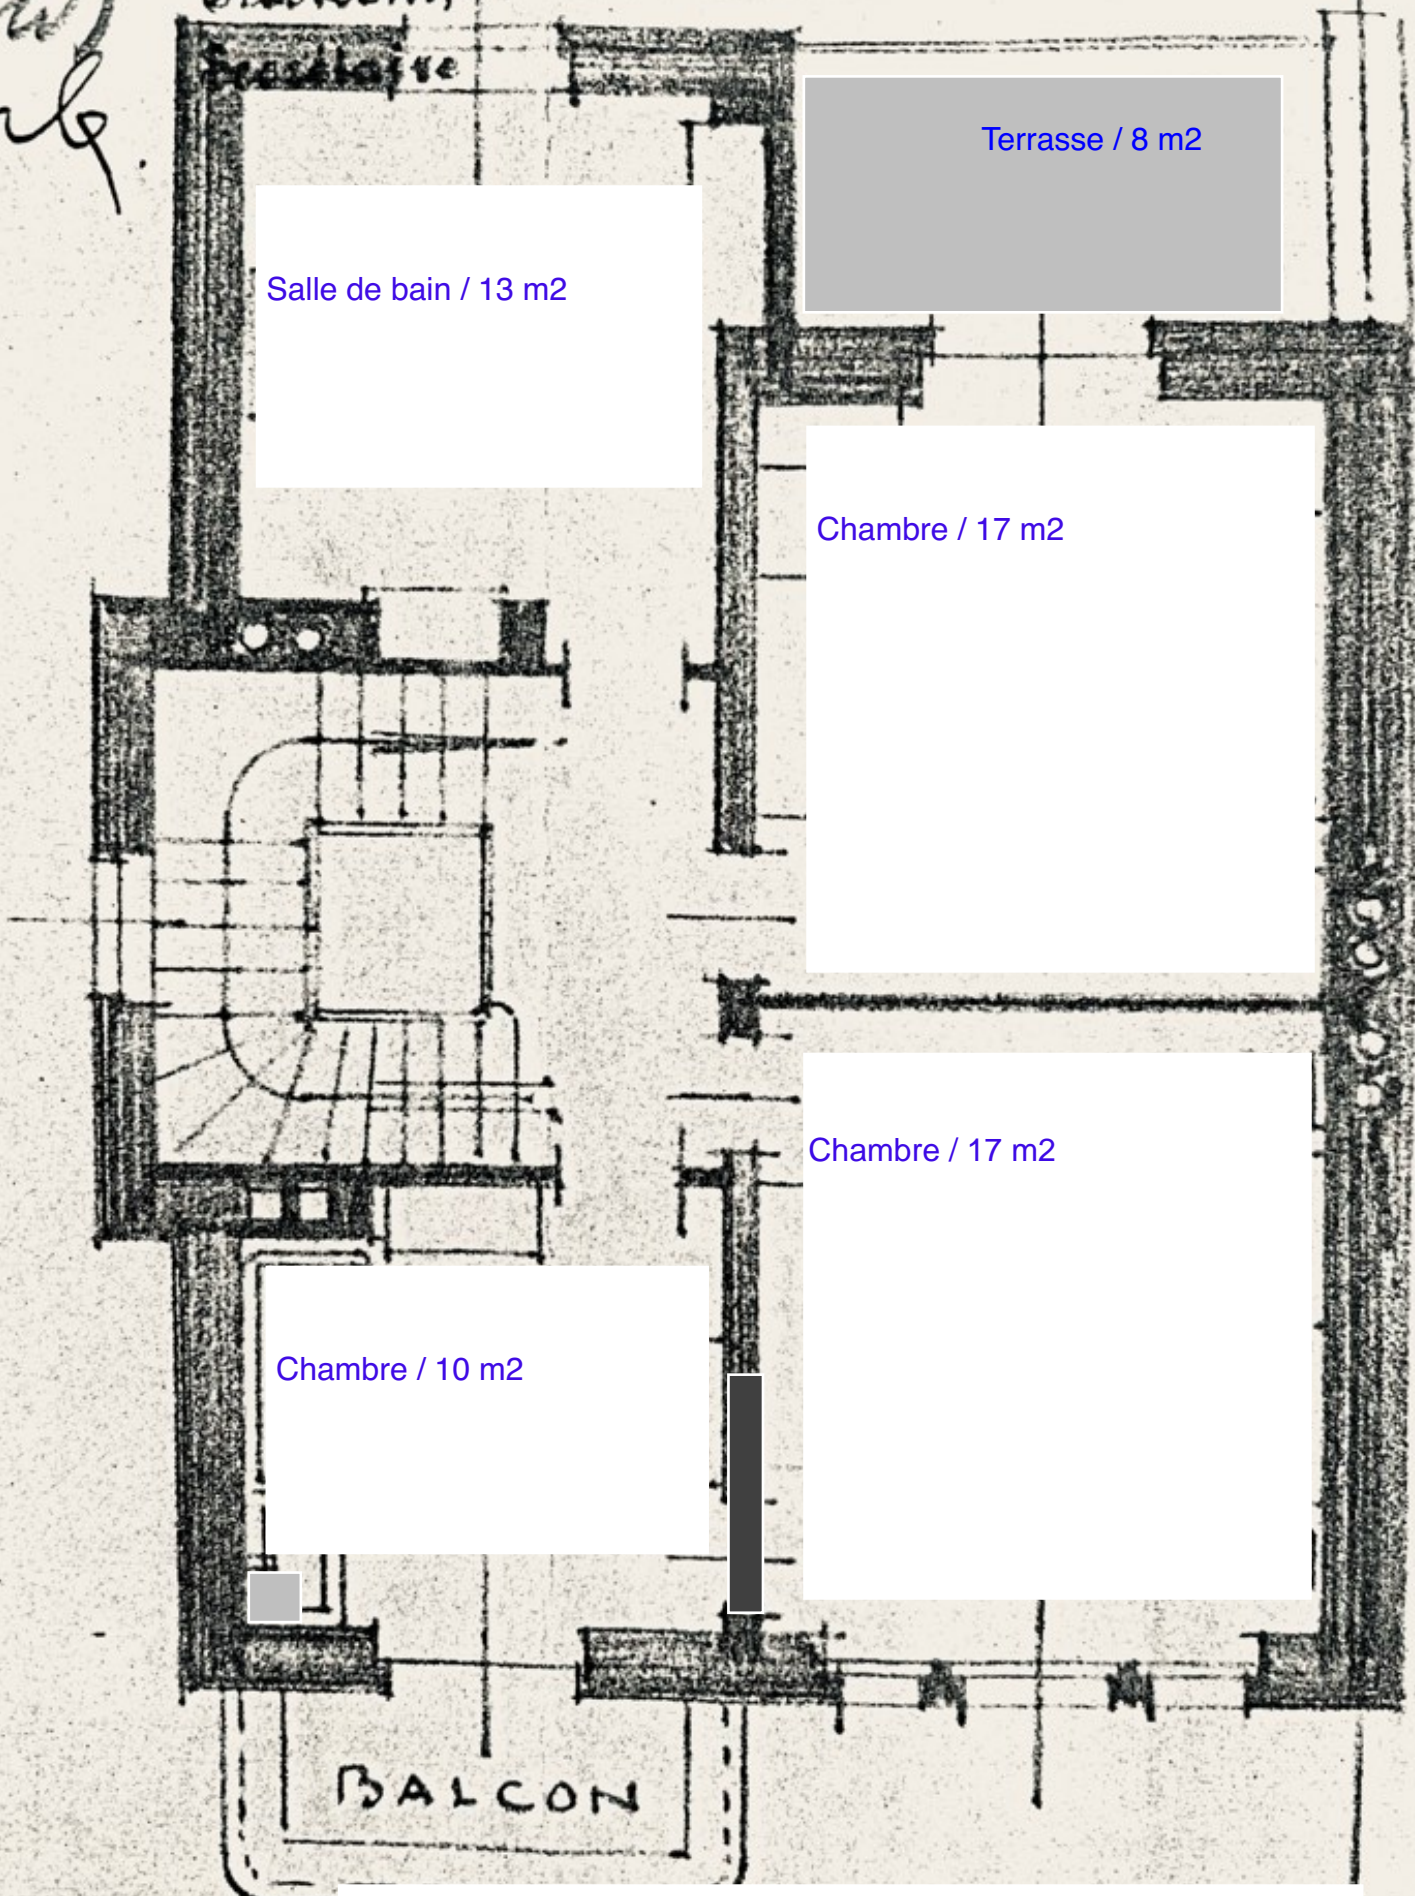 Terrasse / 8 m2
Salle de bain / 13 m2
Chambre / 17 m2
Chambre / 17 m2
Chambre / 10 m2
BALCON